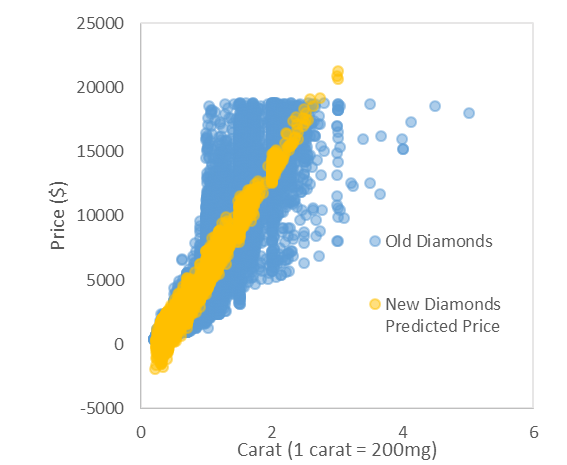 25000
20000
15000
10000
5000
0
-5000
Price ($)
Old Diamonds
New Diamonds
Predicted Price
0 2 4 6
Carat (1 carat = 200mg)